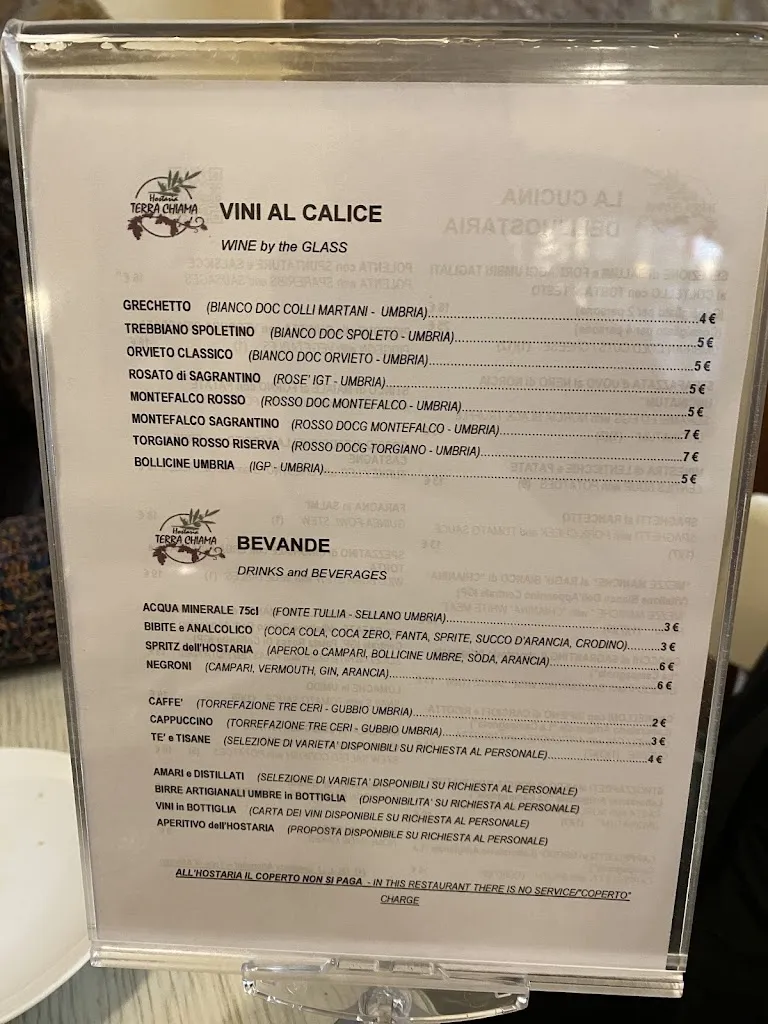 Hostaria
TERRA CHIAMA
VINI AL CALICE
WINE by the GLASS
GRECHETTO (BIANCO DOC COLLI MARTANI - UMBRIA)...4 €
TREBBIANO SPOLETINO (BIANCO DOC SPOLETO - UMBRIA)...5 €
ORVIETO CLASSICO (BIANCO DOC ORVIETO - UMBRIA)...5 €
ROSATO di SAGRANTINO (ROSE' IGT - UMBRIA)...5 €
MONTEFALCO ROSSO (ROSSO DOC MONTEFALCO - UMBRIA)...5 €
MONTEFALCO SAGRANTINO (ROSSO DOCG MONTEFALCO - UMBRIA)...7 €
TORGIANO ROSSO RISERVA (ROSSO DOCG TORGIANO - UMBRIA)...7 €
BOLLICINE UMBRIA (IGP - UMBRIA)...5 €
Hostaria
TERRA CHIAMA
BEVANDE
DRINKS and BEVERAGES
ACQUA MINERALE 75cl (FONTE TULLIA - SELLANO UMBRIA)...3 €
BIBITE e ANALCOLICO (COCA COLA, COCA ZERO, FANTA, SPRITE, SUCCO D'ARANCIA, CRODINO)...3 €
SPRITZ dell'HOSTARIA (APEROL o CAMPARI, BOLLICINE UMBRE, SODA, ARANCIA)...6 €
NEGRONI (CAMPARI, VERMOUTH, GIN, ARANCIA)...6 €
CAFFE' (TORREFAZIONE TRE CERI - GUBBIO UMBRIA)...2 €
CAPPUCCINO (TORREFAZIONE TRE CERI - GUBBIO UMBRIA)...3 €
TE' e TISANE (SELEZIONE DI VARIETA' DISPONIBILI SU RICHIESTA AL PERSONALE)...4 €
AMARI e DISTILLATI (SELEZIONE DI VARIETA' DISPONIBILI SU RICHIESTA AL PERSONALE)
BIRRE ARTIGIANALI UMBRE in BOTTIGLIA (DISPONIBILITA' SU RICHIESTA AL PERSONALE)
VINI in BOTTIGLIA (CARTA DEI VINI DISPONIBILE SU RICHIESTA AL PERSONALE)
APERITIVO dell'HOSTARIA (PROPOSTA DISPONIBILE SU RICHIESTA AL PERSONALE)
ALL'HOSTARIA IL COPERTO NON SI PAGA - IN THIS RESTAURANT THERE IS NO SERVICE/"COPERTO"
CHARGE